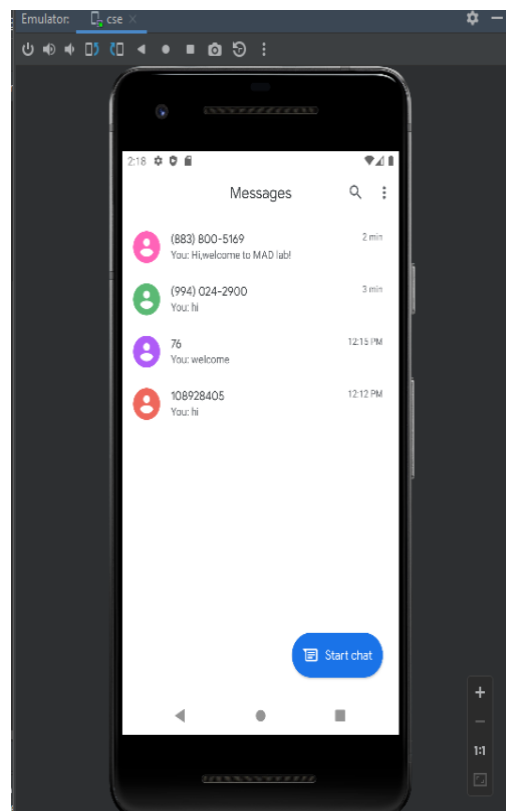 Emulator: cse
2:18
Messages
(883) 800-5169 2 min
You: Hi,welcome to MAD lab!
(994) 024-2900 3 min
You: hi
76 12:15 PM
You: welcome
108928405 12:12 PM
You: hi
Start chat
1:1